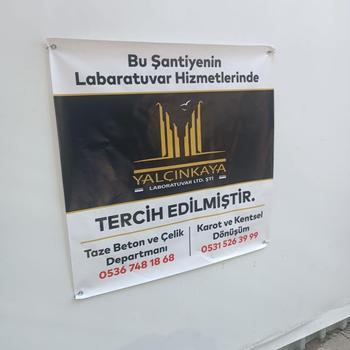 Bu Şantiyenin
Labaratuvar Hizmetlerinde
YALÇINKAYA
LABORATUVAR LTD. ŞTİ
TERCİH EDİLMİŞTİR.
Taze Beton ve Çelik
Departmanı
0536 748 18 68
Karot ve Kentsel
Dönüşüm
0531 526 39 99